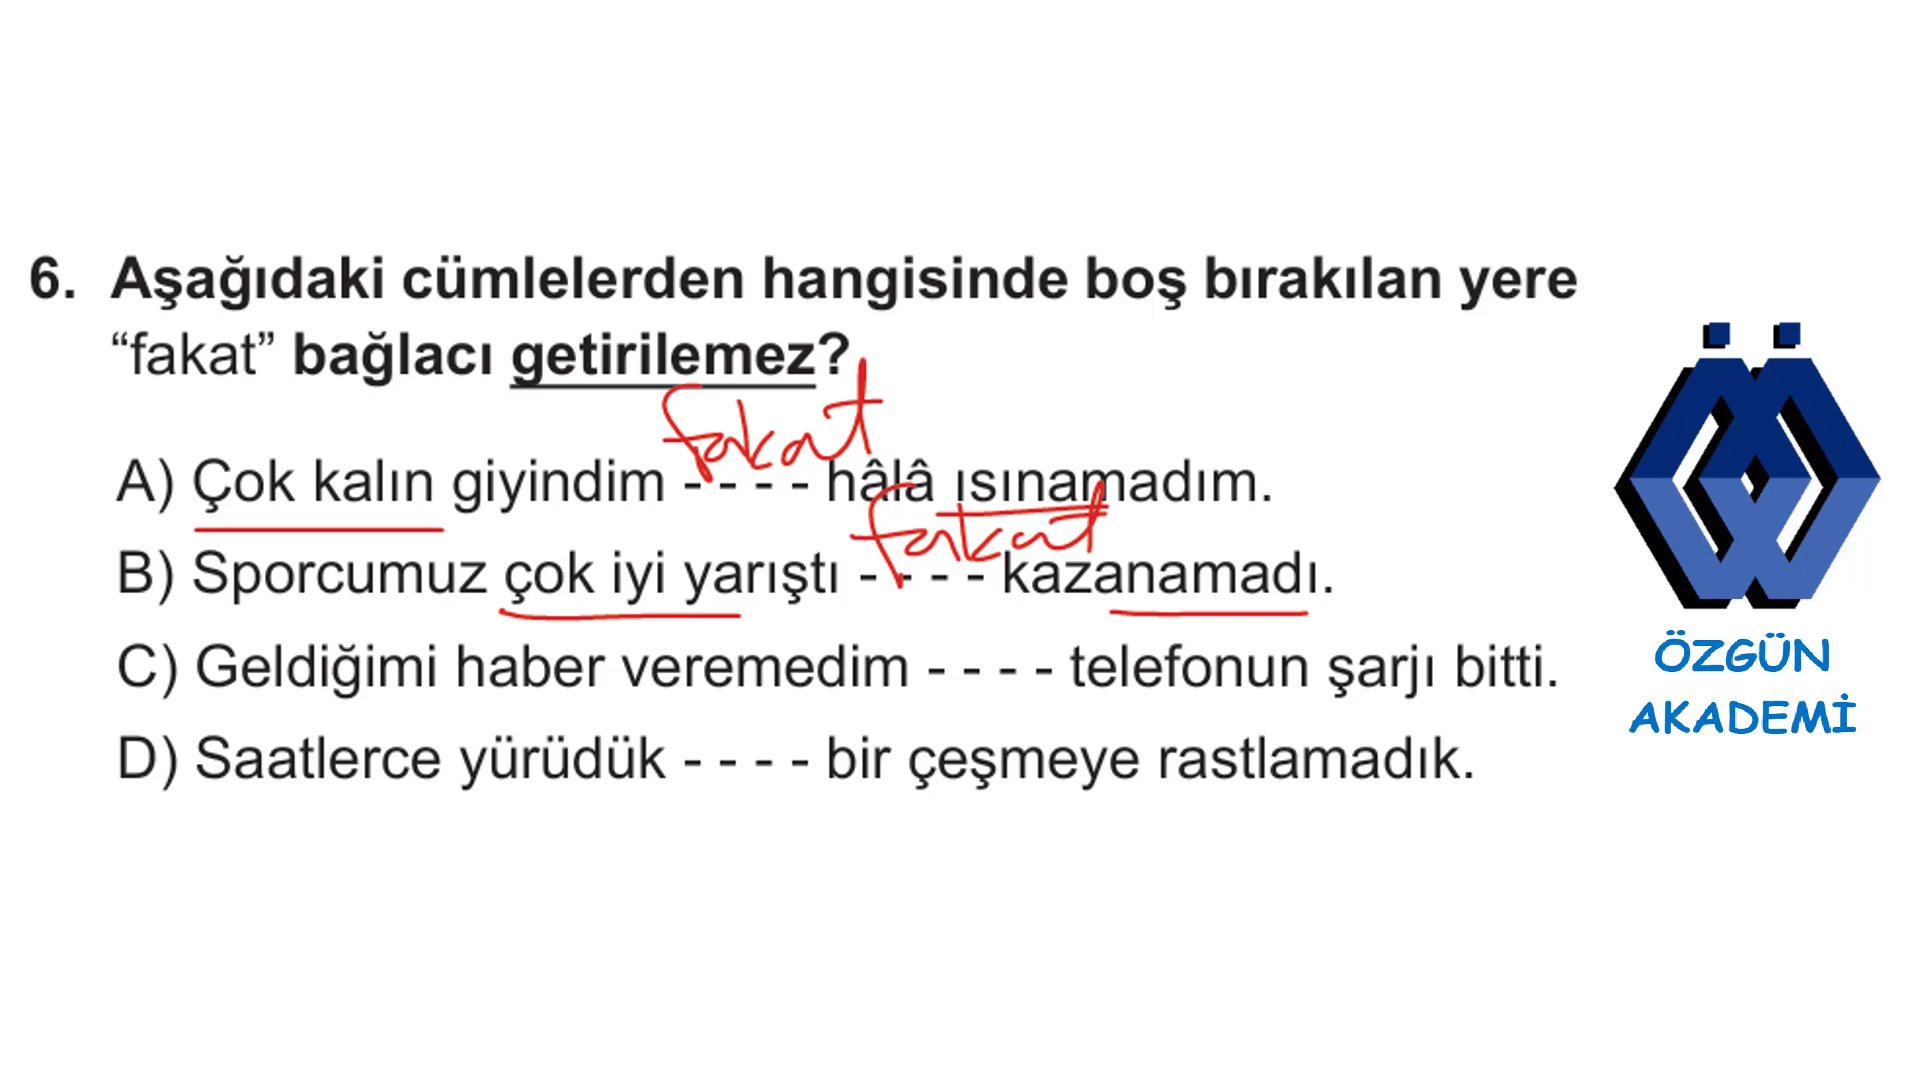 6. Aşağıdaki cümlelerden hangisinde boş bırakılan yere
“fakat” bağlacı getirilemez?
fakat
A) Çok kalın giyindim - - - - hâlâ ısınamadım.
fakat
B) Sporcumuz çok iyi yarıştı - - - - kazanamadı.
C) Geldiğimi haber veremedim - - - - telefonun şarjı bitti.
D) Saatlerce yürüdük - - - - bir çeşmeye rastlamadık.
ÖZGÜN
AKADEMİ